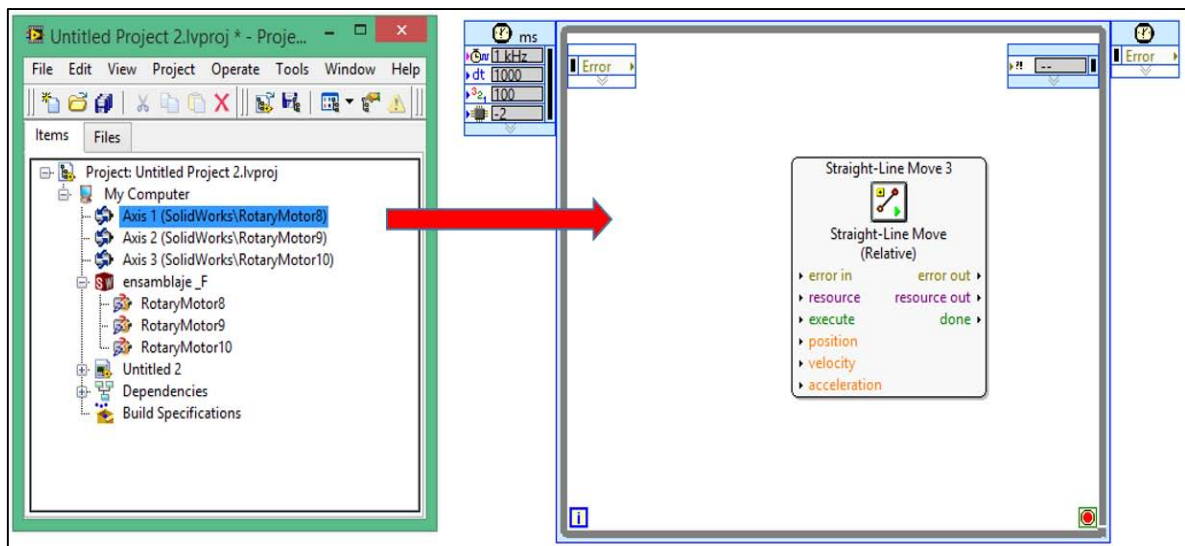 Untitled Project 2.lvproj * - Proje...
File Edit View Project Operate Tools Window Help
Items Files
Project: Untitled Project 2.lvproj
My Computer
Axis 1 (SolidWorks\RotaryMotor8)
Axis 2 (SolidWorks\RotaryMotor9)
Axis 3 (SolidWorks\RotaryMotor10)
ensamblaje _F
RotaryMotor8
RotaryMotor9
RotaryMotor10
Untitled 2
Dependencies
Build Specifications
ms
1 kHz
dt 1000
100
-2
Error
?! --
Error
Straight-Line Move 3
Straight-Line Move
(Relative)
error in error out
resource resource out
execute done
position
velocity
acceleration
i